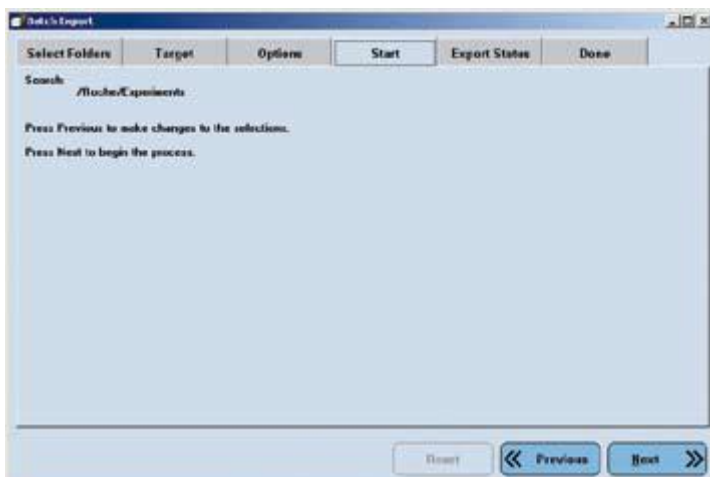 Batch Export
Select Folders Target Options Start Export Status Done
Search:
/Roche/Experiments
Press Previous to make changes to the selections.
Press Next to begin the process.
Reset Previous Next